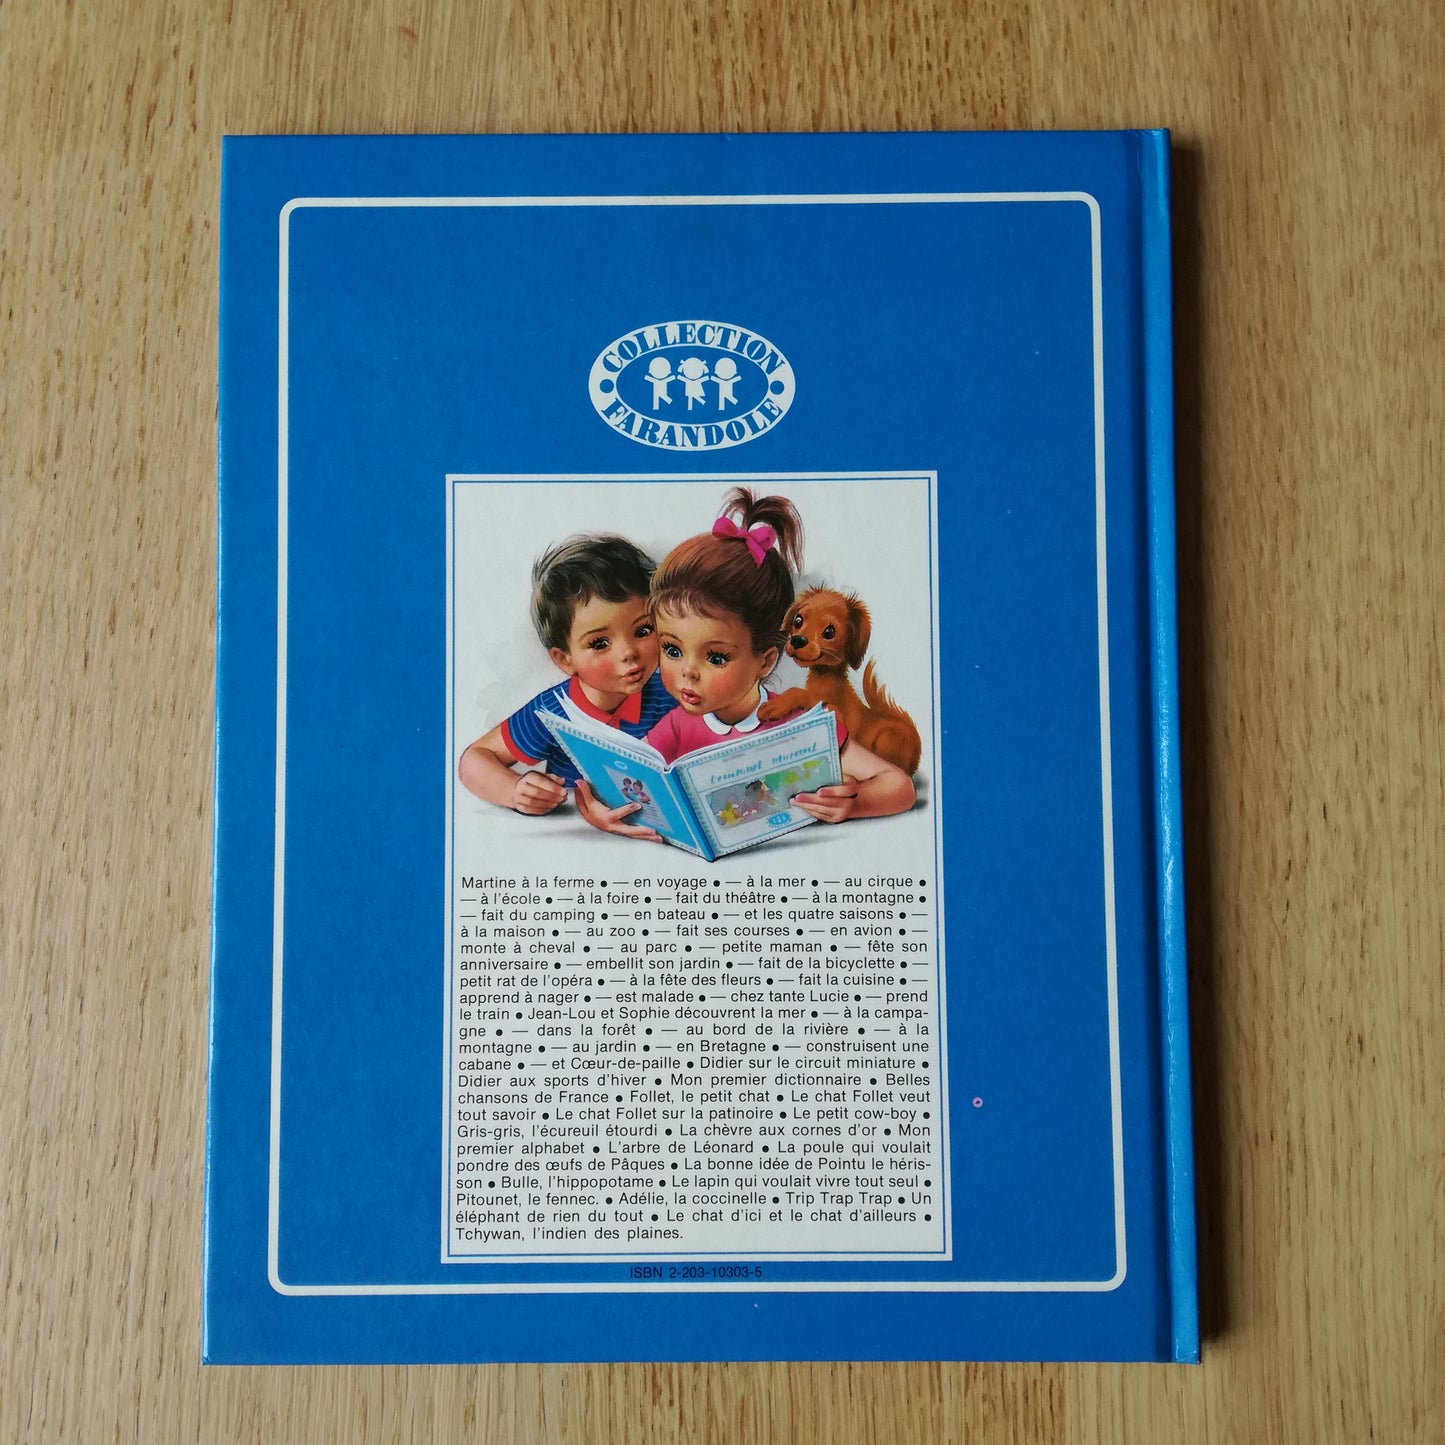 COLLECTION
FARANDOLE
Martine à la ferme ● — en voyage ● — à la mer ● — au cirque ●
— à l'école ● — à la foire ● — fait du théâtre ● — à la montagne ●
— fait du camping ● — en bateau ● — et les quatre saisons ● —
à la maison ● — au zoo ● — fait ses courses ● — en avion ● —
monte à cheval ● — au parc ● — petite maman ● — fête son
anniversaire ● — embellit son jardin ● — fait de la bicyclette ● —
petit rat de l'opéra ● — à la fête des fleurs ● — fait la cuisine ● —
apprend à nager ● — est malade ● — chez tante Lucie ● — prend
le train ● Jean-Lou et Sophie découvrent la mer ● — à la campa-
gne ● — dans la forêt ● — au bord de la rivière ● — à la
montagne ● — au jardin ● — en Bretagne ● — construisent une
cabane ● — et Cœur-de-paille ● Didier sur le circuit miniature ●
Didier aux sports d'hiver ● Mon premier dictionnaire ● Belles
chansons de France ● Follet, le petit chat ● Le chat Follet veut
tout savoir ● Le chat Follet sur la patinoire ● Le petit cow-boy ●
Gris-gris, l'écureuil étourdi ● La chèvre aux cornes d'or ● Mon
premier alphabet ● L'arbre de Léonard ● La poule qui voulait
pondre des œufs de Pâques ● La bonne idée de Pointu le héris-
son ● Bulle, l'hippopotame ● Le lapin qui voulait vivre tout seul ●
Pitounet, le fennec. ● Adélie, la coccinelle ● Trip Trap Trap ● Un
éléphant de rien du tout ● Le chat d'ici et le chat d'ailleurs ●
Tchywan, l'indien des plaines.
ISBN 2-203-10303-5